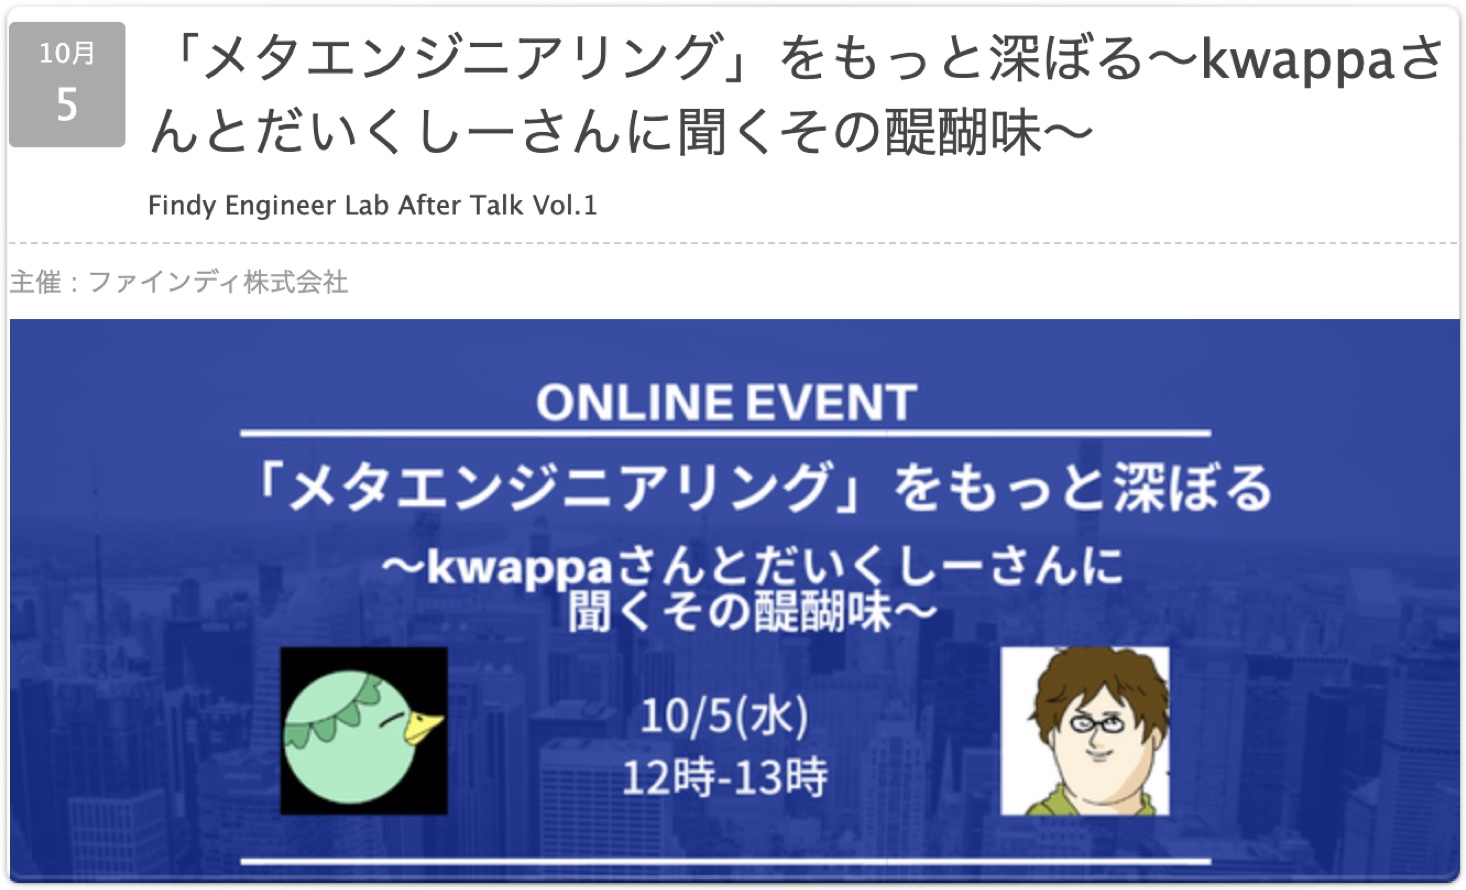 10月
5
「メタエンジニアリング」をもっと深ぼる〜kwappaさ
んとだいくしーさんに聞くその醍醐味〜
Findy Engineer Lab After Talk Vol.1
主催：ファインディ株式会社
ONLINE EVENT
「メタエンジニアリング」をもっと深ぼる
〜kwappaさんとだいくしーさんに
聞くその醍醐味〜
10/5(水)
12時-13時